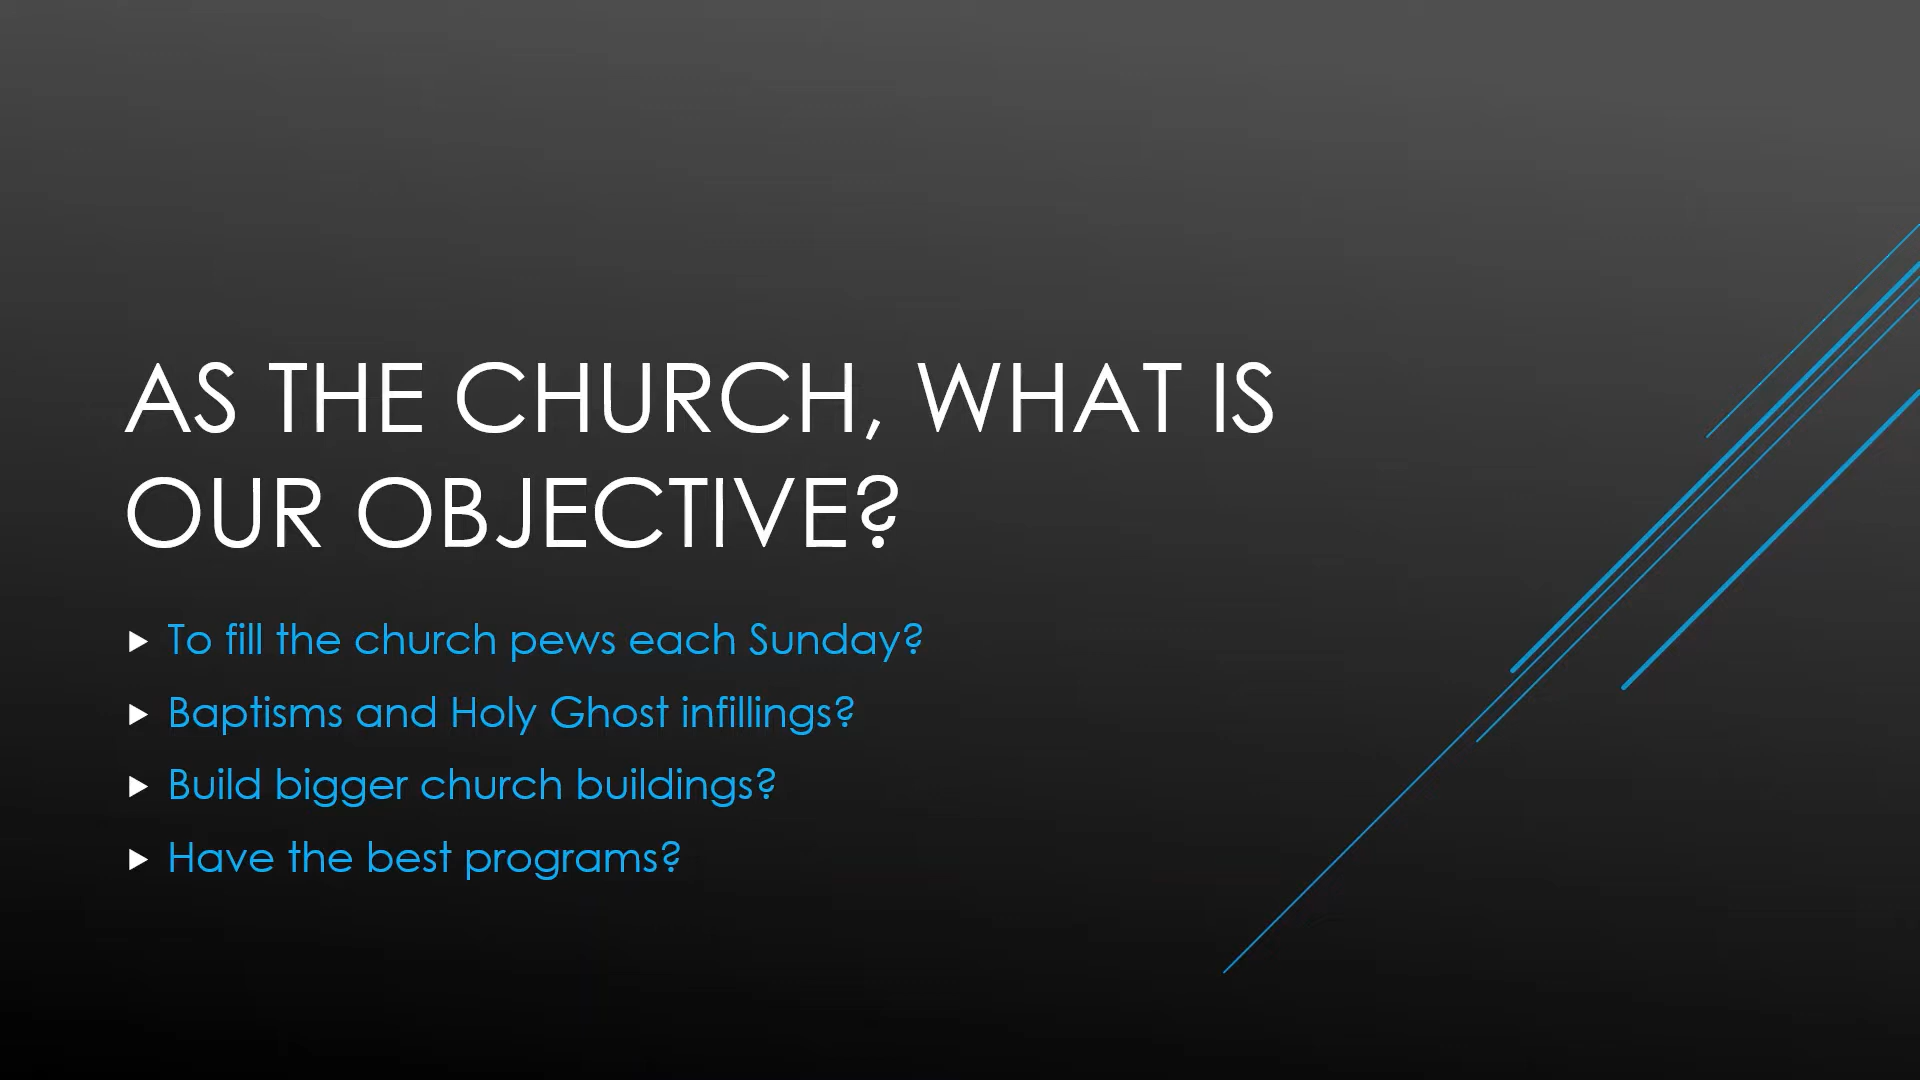 AS THE CHURCH, WHAT IS
OUR OBJECTIVE?
To fill the church pews each Sunday?
Baptisms and Holy Ghost infillings?
Build bigger church buildings?
Have the best programs?